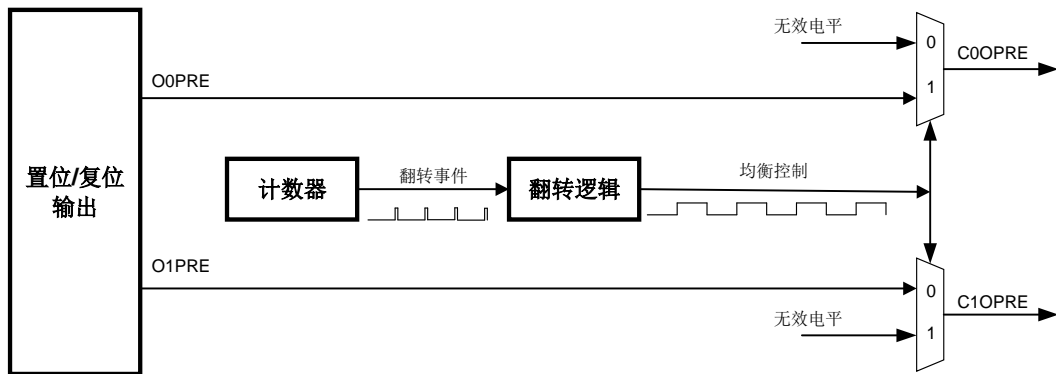 无效电平
0
C0OPRE
O0PRE
1
置位/复位
输出
计数器
翻转事件
翻转逻辑
均衡控制
O1PRE
0
C1OPRE
无效电平
1